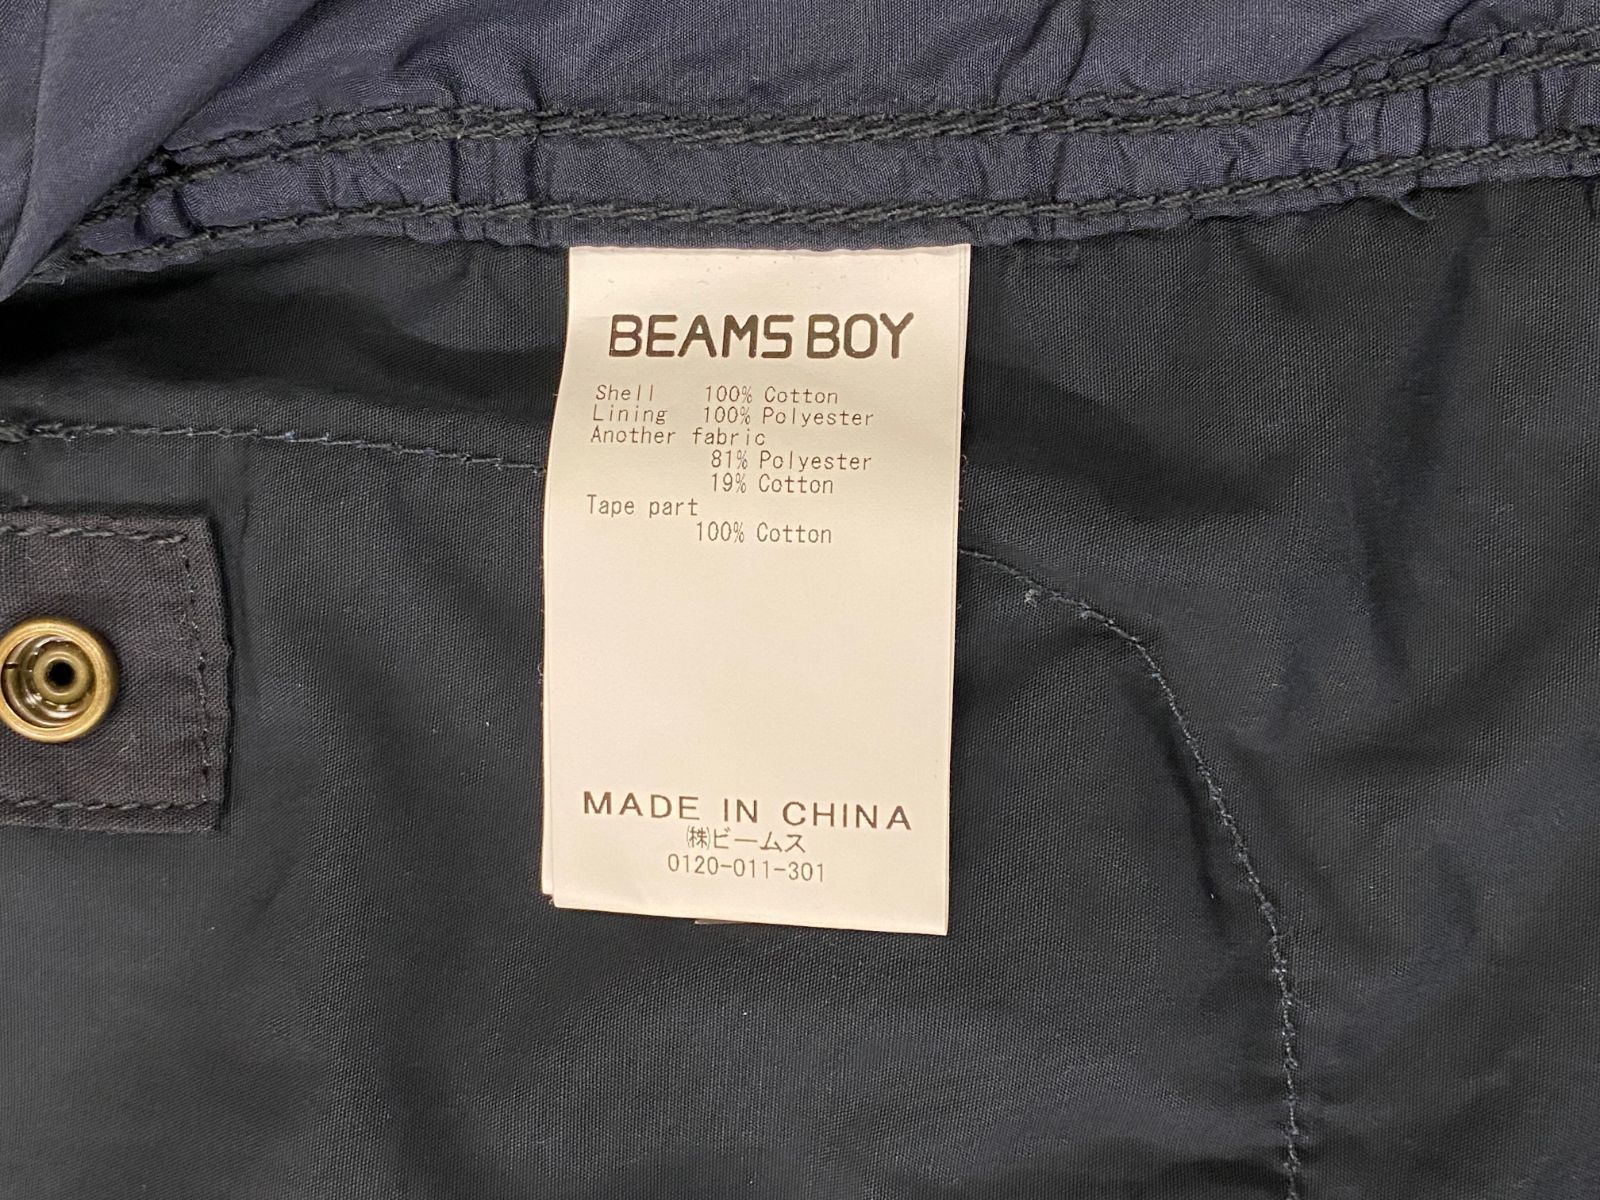 BEAMS BOY
Shell 100% Cotton
Lining 100% Polyester
Another fabric
81% Polyester
19% Cotton
Tape part
100% Cotton
MADE IN CHINA
㈱ビームス
0120-011-301